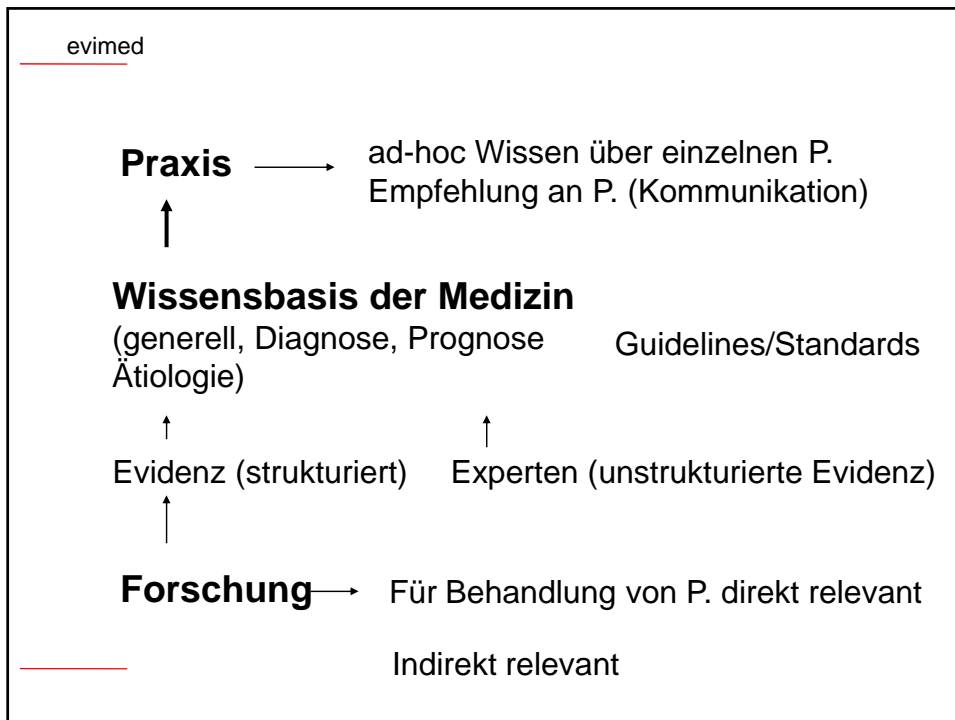 evimed
Praxis
ad-hoc Wissen über einzelnen P.
Empfehlung an P. (Kommunikation)
Wissensbasis der Medizin
(generell, Diagnose, Prognose
Ätiologie)
Guidelines/Standards
Evidenz (strukturiert)
Experten (unstrukturierte Evidenz)
Forschung
Für Behandlung von P. direkt relevant
Indirekt relevant